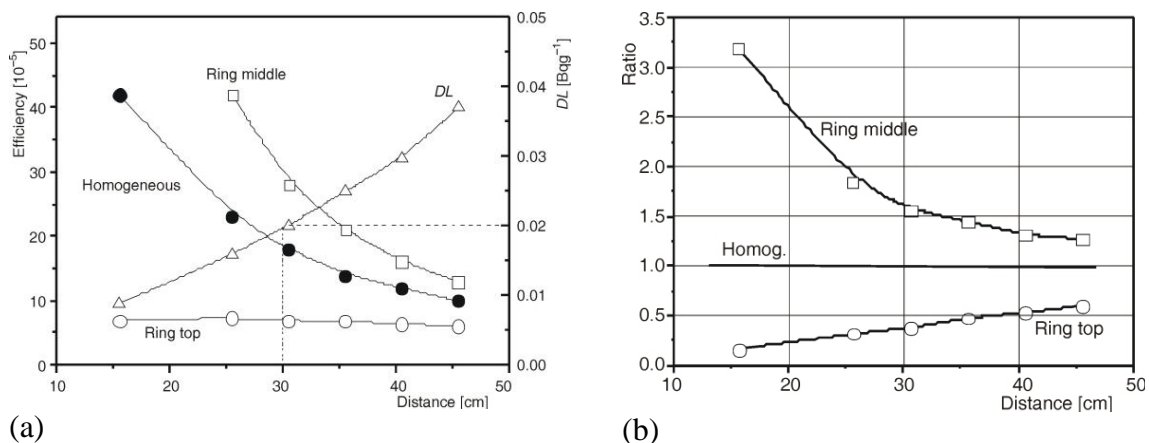 50
40
30
20
10
0
Efficiency [10⁻⁵]
Ring middle
DL
Homogeneous
Ring top
0.05
0.04
0.03
0.02
0.01
0.00
DL [Bqg⁻¹]
10 20 30 40 50
Distance [cm]
(a)
3.5
3.0
2.5
2.0
1.5
1.0
0.5
0.0
Ratio
Ring middle
Homog.
Ring top
10 20 30 40 50
Distance [cm]
(b)